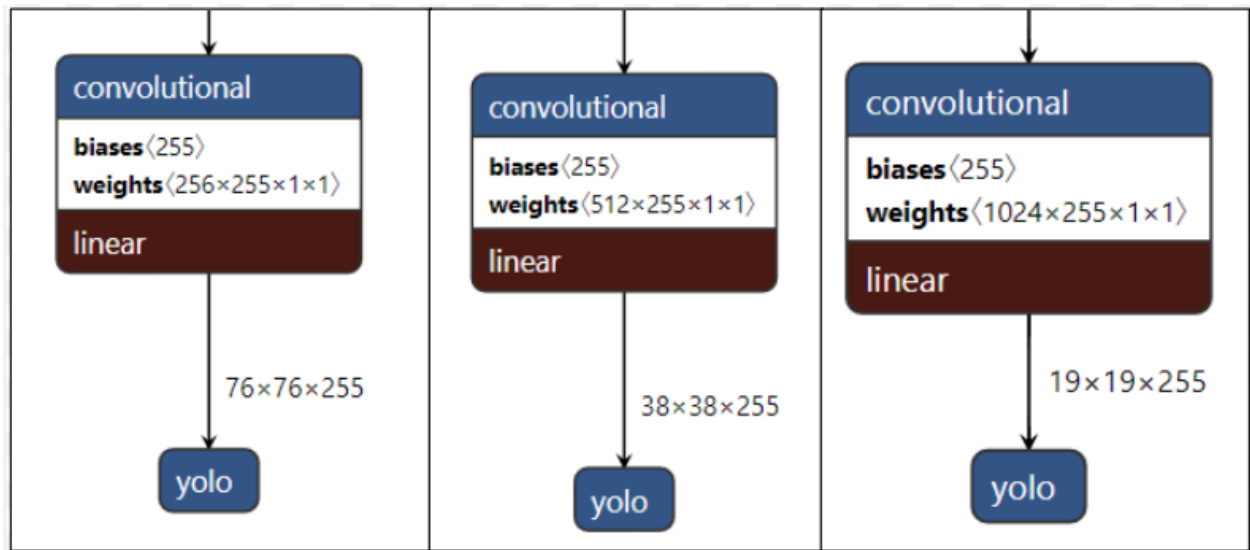 convolutional
biases〈255〉
weights〈256×255×1×1〉
linear
76×76×255
yolo
convolutional
biases〈255〉
weights〈512×255×1×1〉
linear
38×38×255
yolo
convolutional
biases〈255〉
weights〈1024×255×1×1〉
linear
19×19×255
yolo